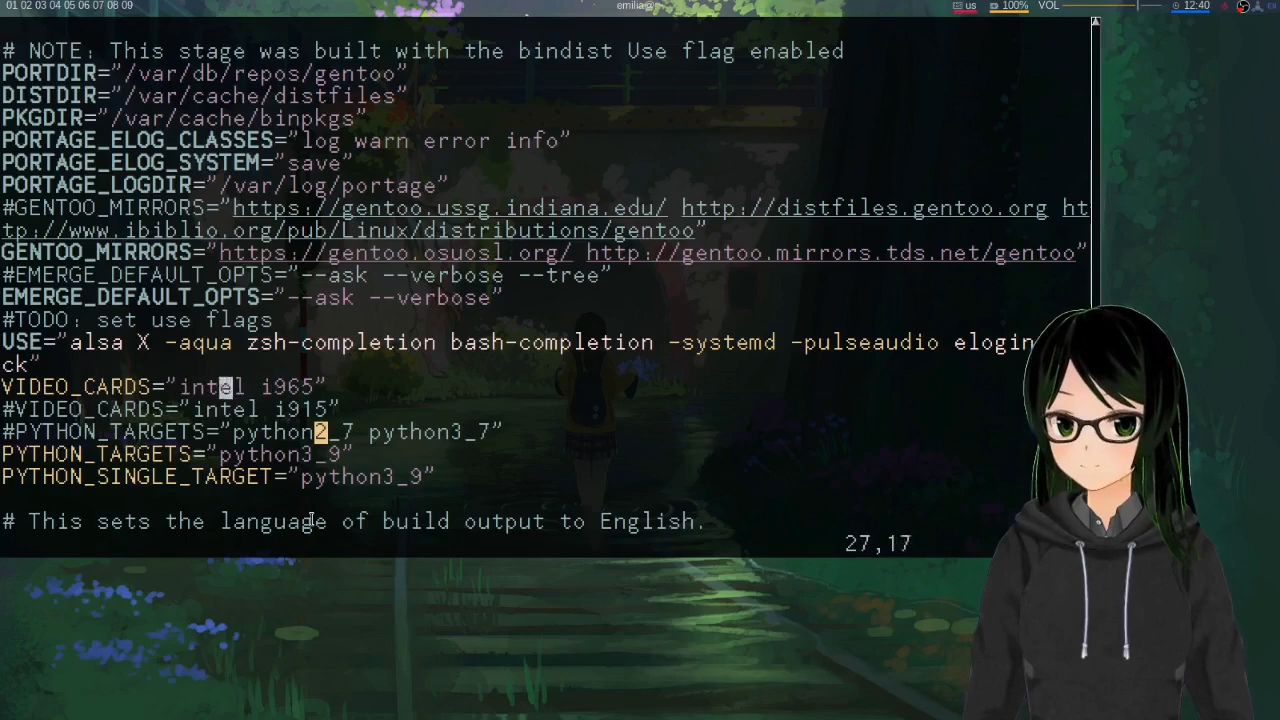 01 02 03 04 05 06 07 08 09 emilia@ us 100% VOL 12:40
# NOTE: This stage was built with the bindist Use flag enabled
PORTDIR="/var/db/repos/gentoo"
DISTDIR="/var/cache/distfiles"
PKGDIR="/var/cache/binpkgs"
PORTAGE_ELOG_CLASSES="log warn error info"
PORTAGE_ELOG_SYSTEM="save"
PORTAGE_LOGDIR="/var/log/portage"
#GENTOO_MIRRORS="https://gentoo.ussg.indiana.edu/ http://distfiles.gentoo.org ht
tp://www.ibiblio.org/pub/Linux/distributions/gentoo"
GENTOO_MIRRORS="https://gentoo.osuosl.org/ http://gentoo.mirrors.tds.net/gentoo"
#EMERGE_DEFAULT_OPTS="--ask --verbose --tree"
EMERGE_DEFAULT_OPTS="--ask --verbose"
#TODO: set use flags
USE="alsa X -aqua zsh-completion bash-completion -systemd -pulseaudio elogin
ck"
VIDEO_CARDS="intel i965"
#VIDEO_CARDS="intel i915"
#PYTHON_TARGETS="python2_7 python3_7"
PYTHON_TARGETS="python3_9"
PYTHON_SINGLE_TARGET="python3_9"
# This sets the language of build output to English.
27,17